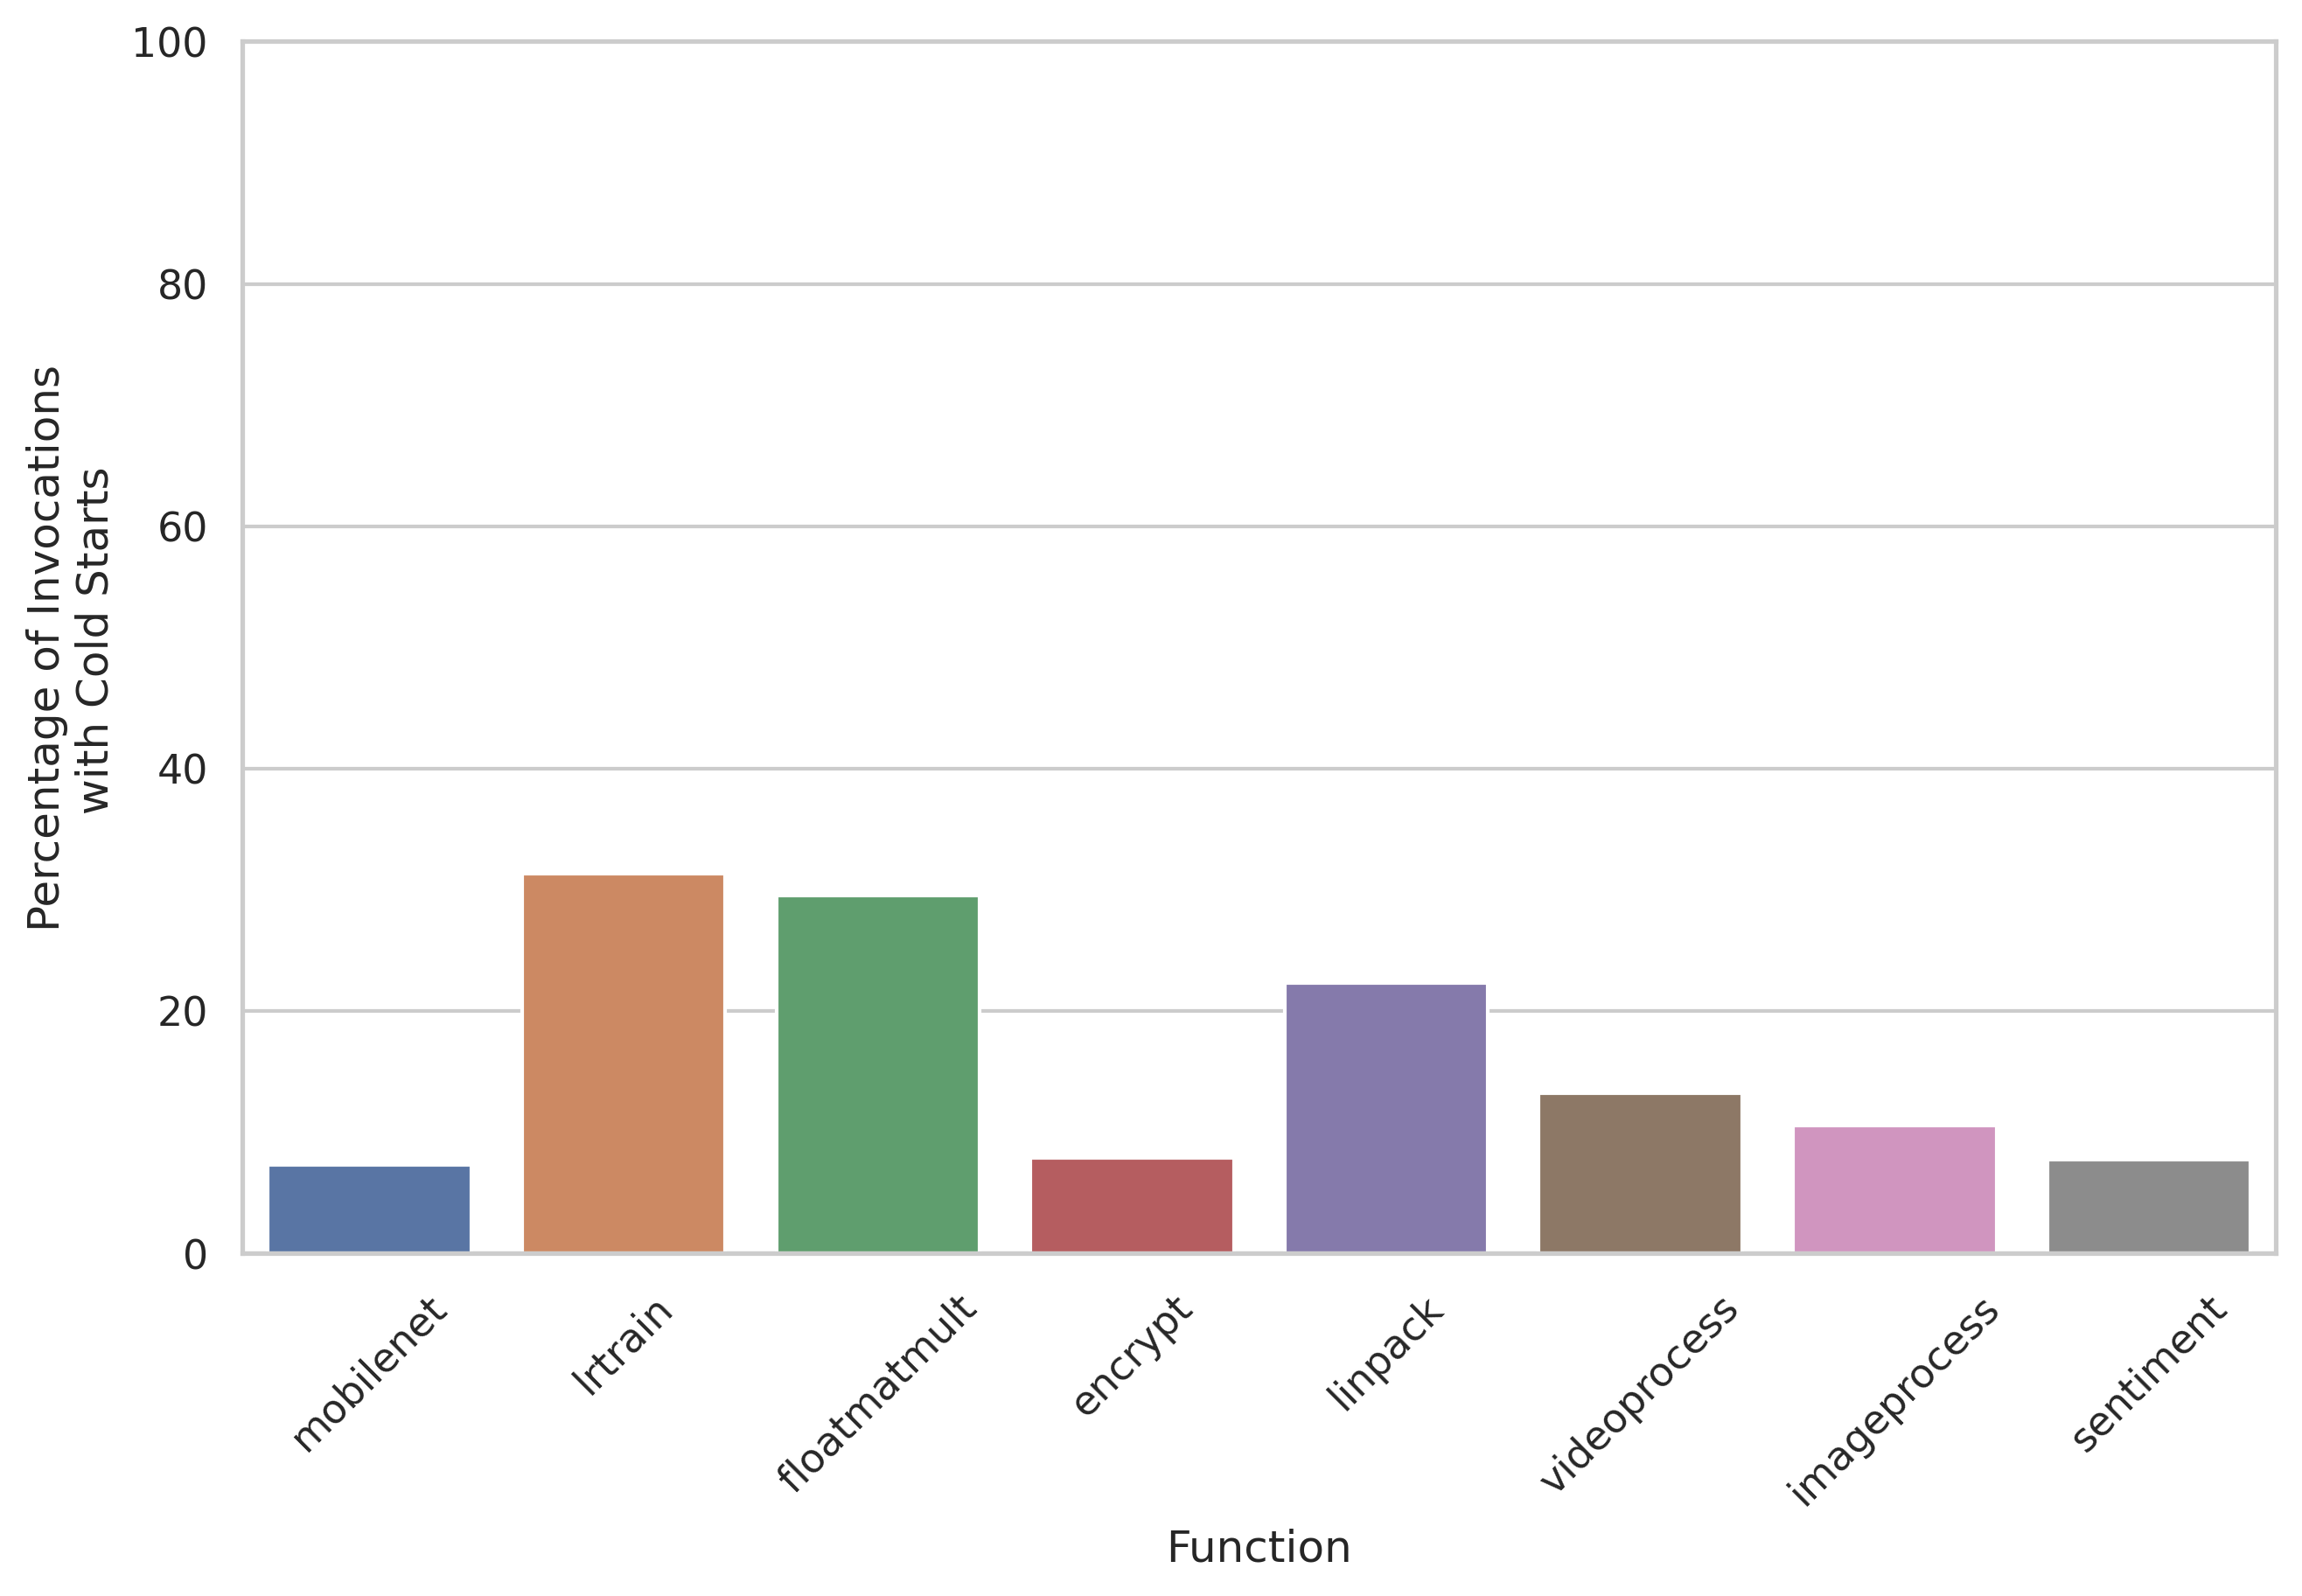 Percentage of Invocations
with Cold Starts
100
80
60
40
20
0
mobilenet
lrtrain
floatmatmult
encrypt
linpack
videoprocess
imageprocess
sentiment
Function